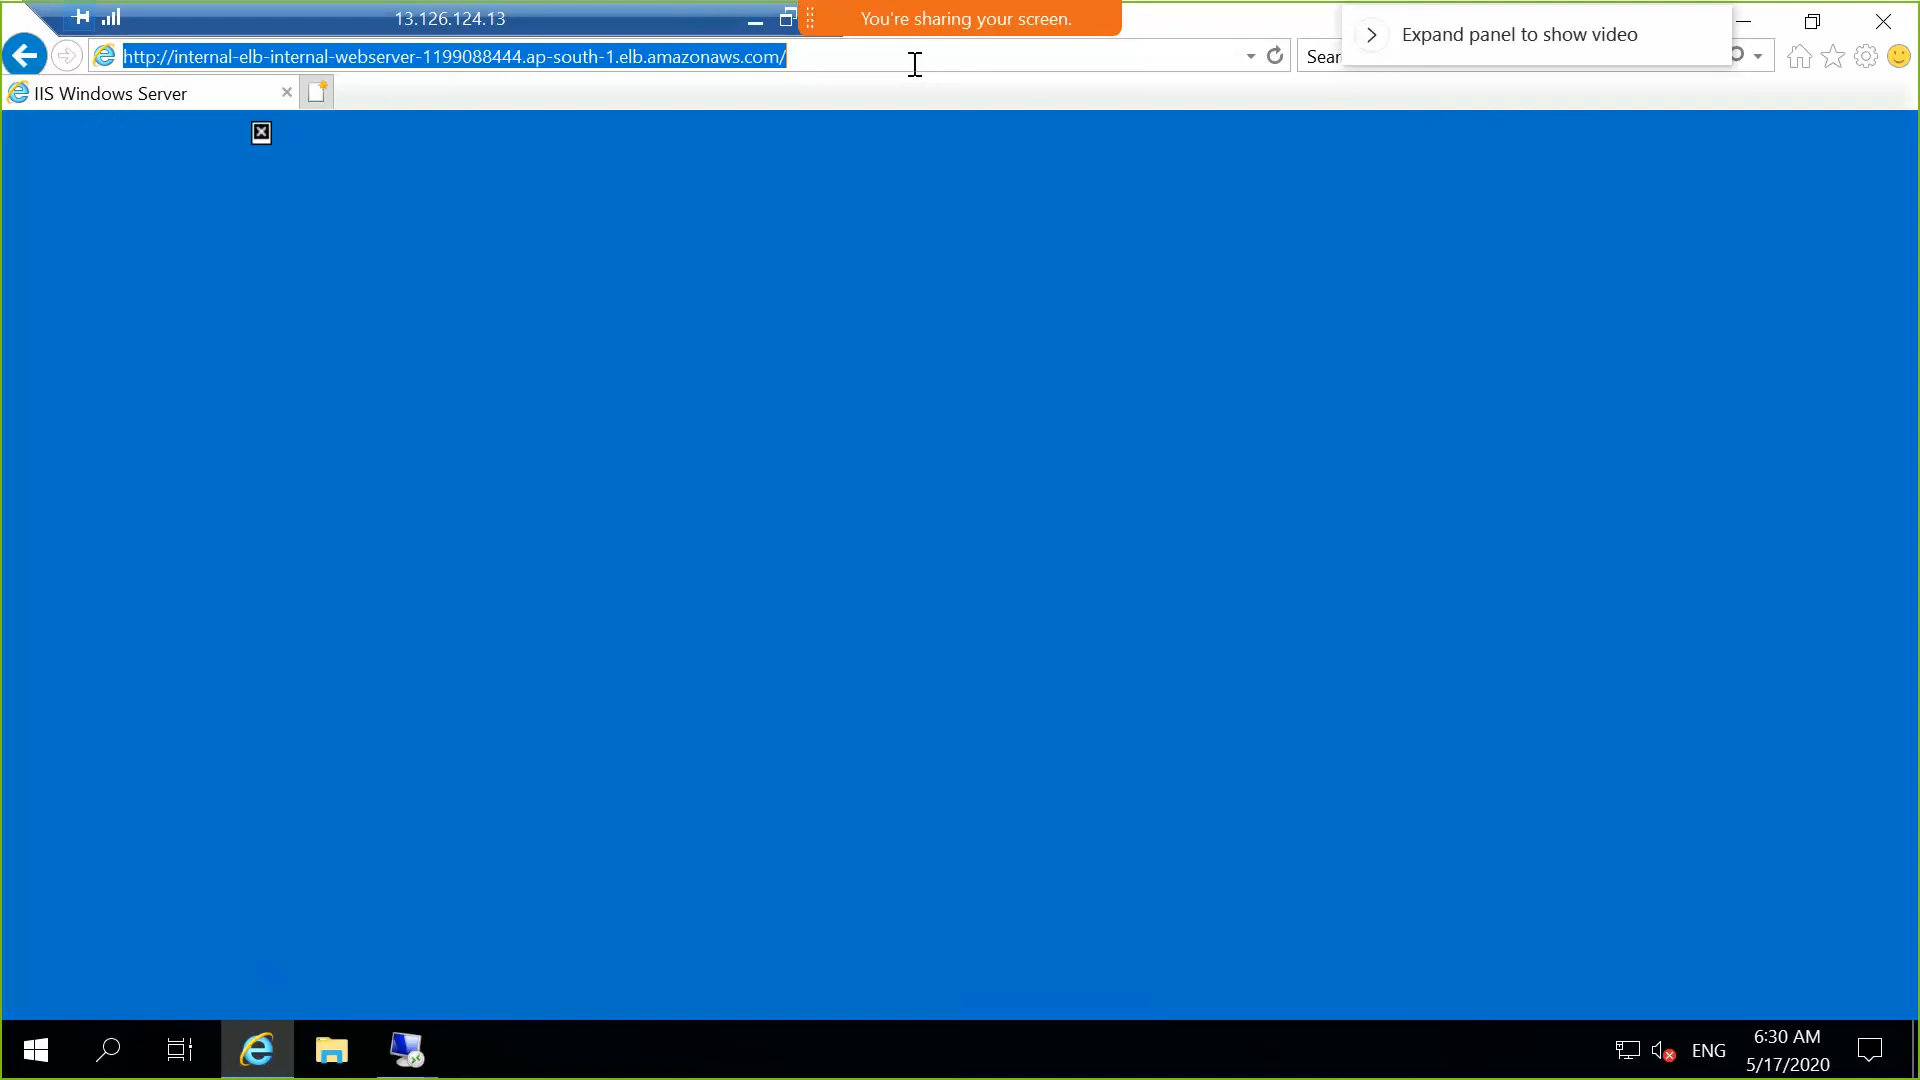 13.126.124.13
You're sharing your screen.
Expand panel to show video
http://internal-elb-internal-webserver-1199088444.ap-south-1.elb.amazonaws.com/
Sear
IIS Windows Server
ENG
6:30 AM
5/17/2020